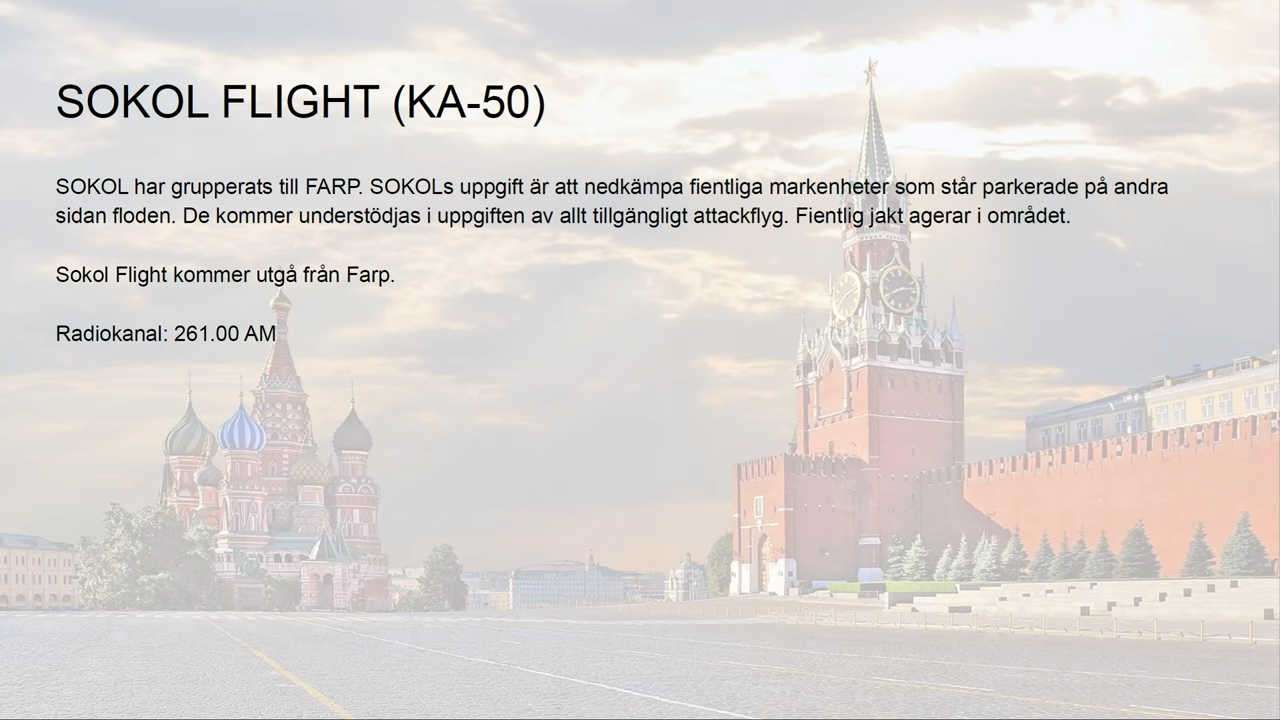 SOKOL FLIGHT (KA-50)
SOKOL har grupperats till FARP. SOKOLs uppgift är att nedkämpa fientliga markenheter som står parkerade på andra
sidan floden. De kommer understödjas i uppgiften av allt tillgängligt attackflyg. Fientlig jakt agerar i området.
Sokol Flight kommer utgå från Farp.
Radiokanal: 261.00 AM